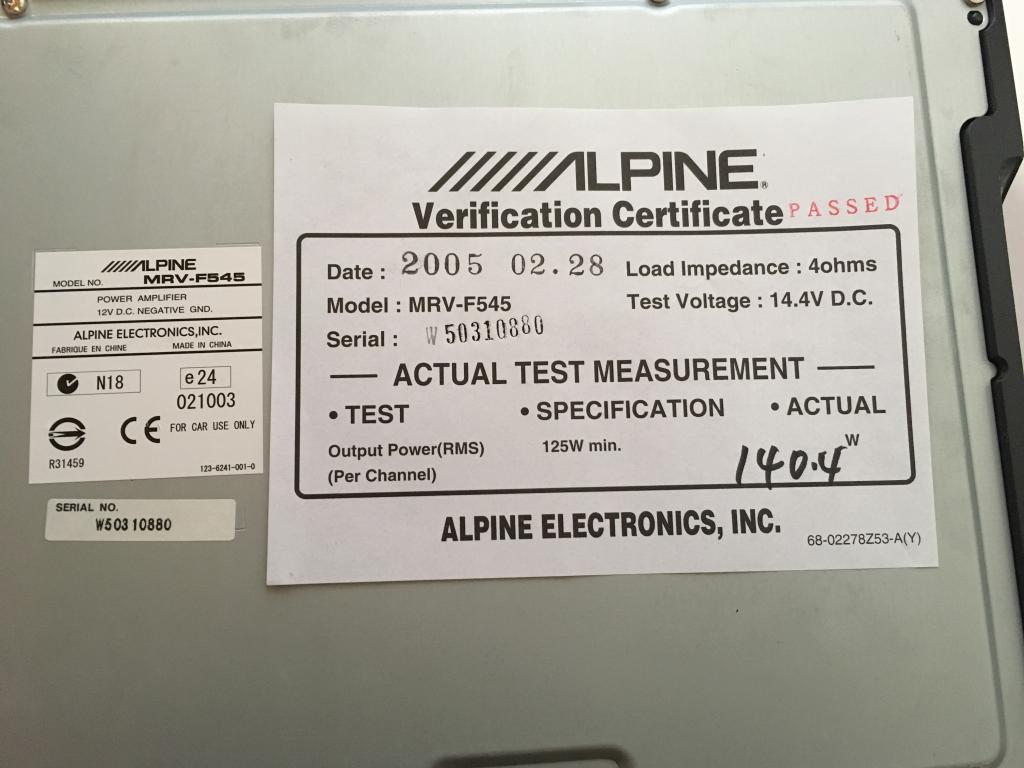 ALPINE
MODEL NO. MRV-F545
POWER AMPLIFIER
12V D.C. NEGATIVE GND.
ALPINE ELECTRONICS,INC.
FABRIQUE EN CHINE MADE IN CHINA
N18 e24
021003
CE FOR CAR USE ONLY
R31459 123-6241-001-0
SERIAL NO.
W50310880
ALPINE®
Verification Certificate PASSED
Date : 2005 02.28 Load Impedance : 4ohms
Model : MRV-F545 Test Voltage : 14.4V D.C.
Serial : W50310880
ACTUAL TEST MEASUREMENT
• TEST • SPECIFICATION • ACTUAL
Output Power(RMS) 125W min. 140.4 W
(Per Channel)
ALPINE ELECTRONICS, INC.
68-02278Z53-A(Y)